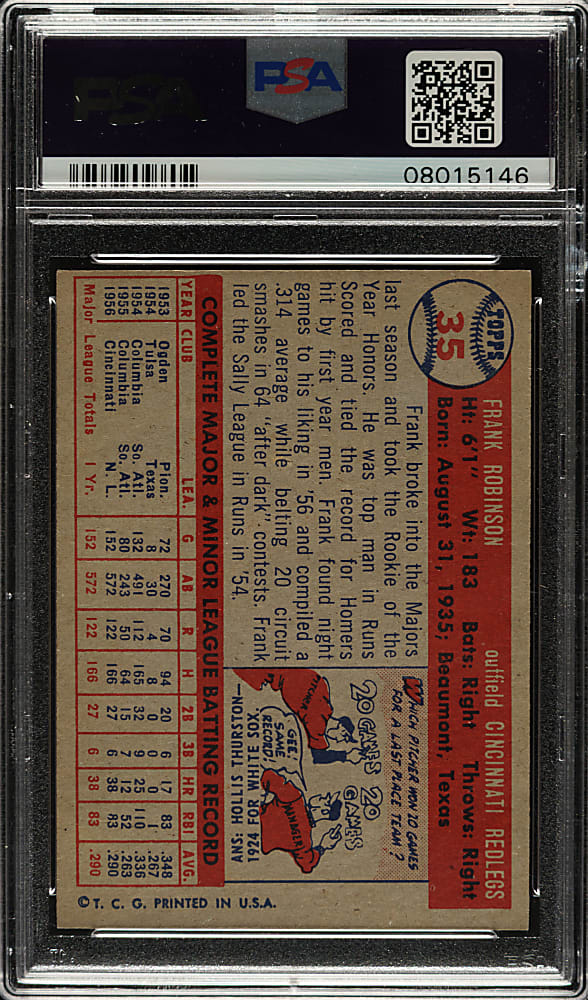 PSA
PSA
08015146
TOPPS
35
FRANK ROBINSON outfield CINCINNATI REDLEGS
Ht: 6'1" Wt: 183 Bats: Right Throws: Right
Born: August 31, 1935; Beaumont, Texas
Frank broke into the Majors
last season and took the Rookie of the
Year Honors. He was top man in Runs
Scored and tied the record for Homers
hit by first year men. Frank found night
games to his liking in '56 and compiled a
.314 average while belting 20 circuit
smashes in 64 "after dark" contests. Frank
led the Sally League in Runs in '54.
WHICH PITCHER WON 20 GAMES
FOR A LAST PLACE TEAM?
20 GAMES
20 GAMES
PITCHER
GEE, SAME RECORD!
MANAGER
ANS: HOLLIS THURSTON—
1924 FOR WHITE SOX
COMPLETE MAJOR & MINOR LEAGUE BATTING RECORD
YEAR CLUB LEA. G AB R H 2B 3B HR RBI AVG.
1953 Ogden Pion. 72 270 70 94 20 6 17 83 .348
1954 Tulsa Texas 8 30 4 8 0 0 0 1 .267
1954 Columbia So. Atl. 132 491 112 165 32 9 25 110 .336
1955 Columbia So. Atl. 80 243 50 64 15 7 12 52 .263
1956 Cincinnati N. L. 152 572 122 166 27 6 38 83 .290
Major League Totals 1 Yr. 152 572 122 166 27 6 38 83 .290
© T. C. G. PRINTED IN U.S.A.